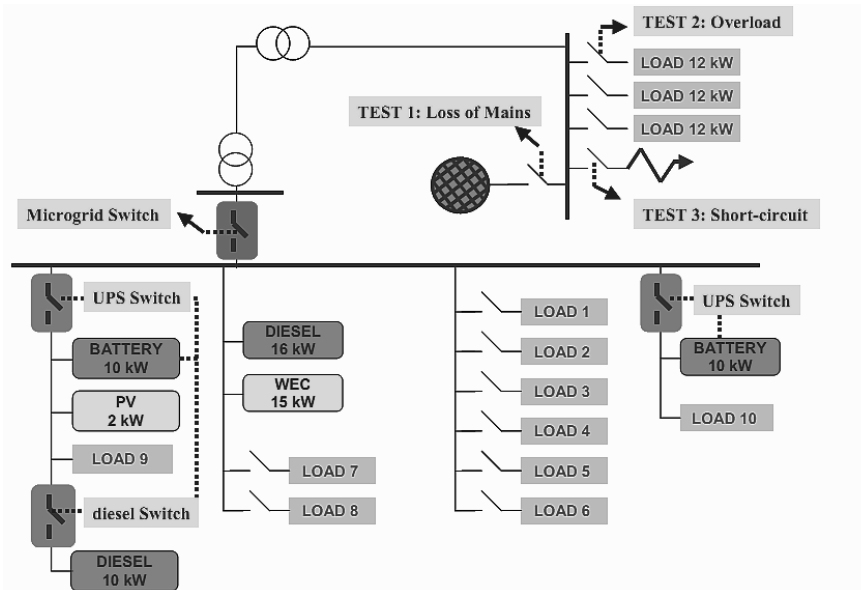 TEST 2: Overload
LOAD 12 kW
LOAD 12 kW
TEST 1: Loss of Mains
LOAD 12 kW
Microgrid Switch
TEST 3: Short-circuit
UPS Switch
BATTERY
10 kW
PV
2 kW
LOAD 9
diesel Switch
DIESEL
10 kW
DIESEL
16 kW
WEC
15 kW
LOAD 7
LOAD 8
LOAD 1
LOAD 2
LOAD 3
LOAD 4
LOAD 5
LOAD 6
UPS Switch
BATTERY
10 kW
LOAD 10